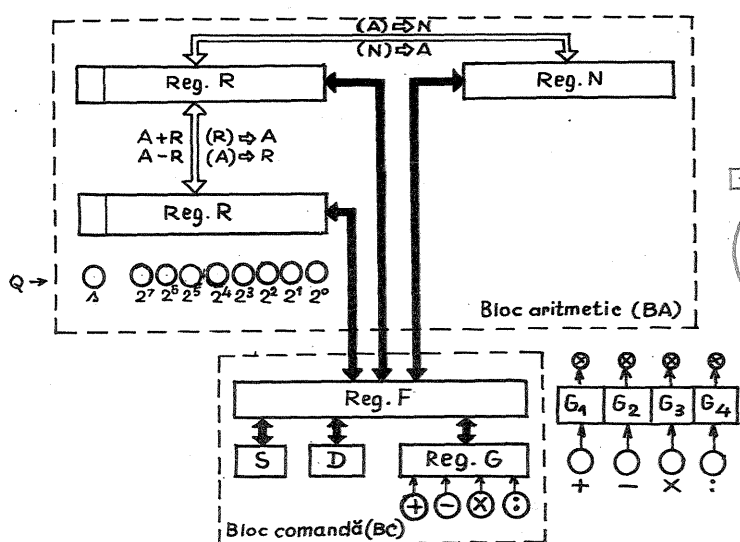 (A)⇨N
(N)⇨A
Reg. R
Reg. N
A+R (R)⇨A
A−R (A)⇨R
Reg. R
Q →
s 2⁷ 2⁶ 2⁵ 2⁴ 2³ 2² 2¹ 2⁰
Bloc aritmetic (BA)
Reg. F
G1 G2 G3 G4
S D Reg. G
+ − × :
+ − × :
Bloc comandă (BC)